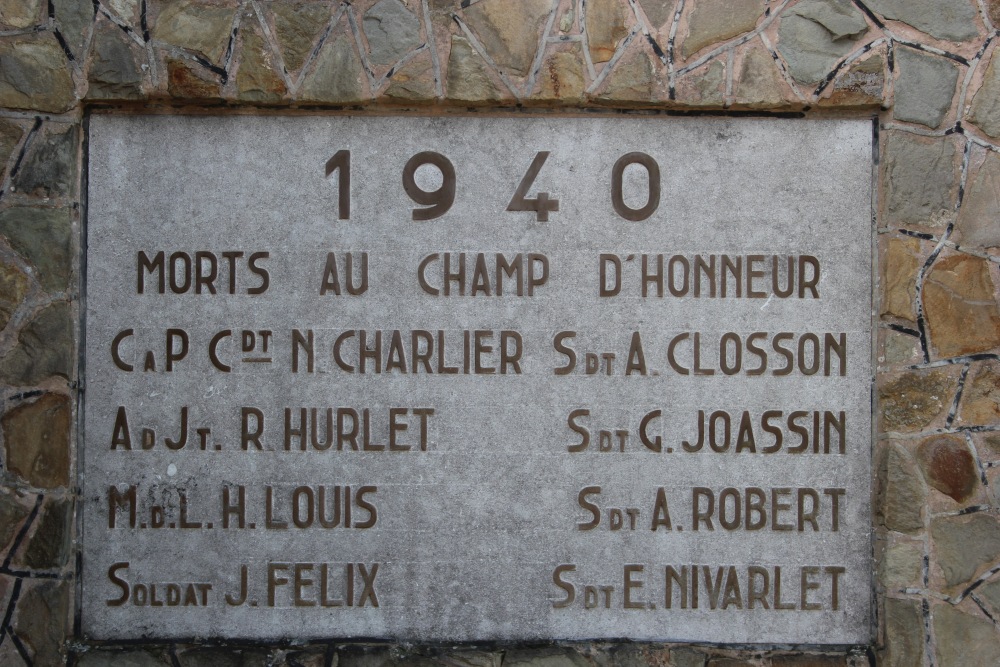 1940
MORTS AU CHAMP D'HONNEUR
CAP CDT N. CHARLIER SDT A. CLOSSON
ADJT. R. HURLET SDT G. JOASSIN
M.D.L. H. LOUIS SDT A. ROBERT
SOLDAT J. FELIX SDT E. NIVARLET